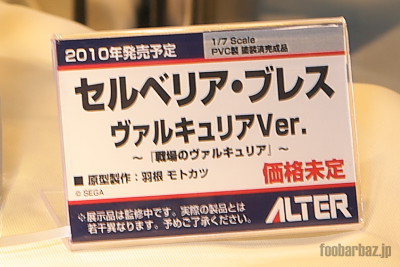 2010年発売予定
1/7 Scale
PVC製 塗装済完成品
セルベリア・ブレス
ヴァルキュリアVer.
～「戦場のヴァルキュリア」～
■ 原型製作：羽根 モトカツ
価格未定
© SEGA
※展示品は監修中です。実際の製品とは
若干異なります。予めご了承ください。
ALTER
foobarbaz.jp